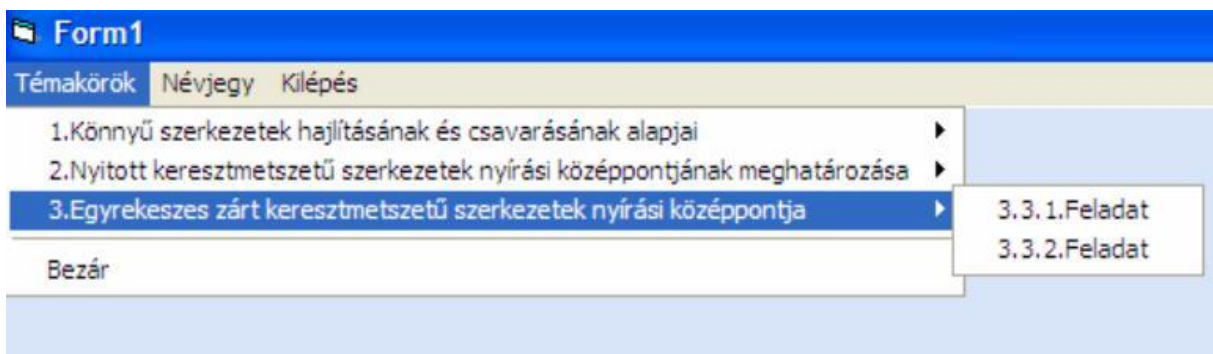 Form1
Témakörök Névjegy Kilépés
1.Könnyű szerkezetek hajlításának és csavarásának alapjai
2.Nyitott keresztmetszetű szerkezetek nyírási középpontjának meghatározása
3.Egyrekeszes zárt keresztmetszetű szerkezetek nyírási középpontja
3.3.1.Feladat
3.3.2.Feladat
Bezár